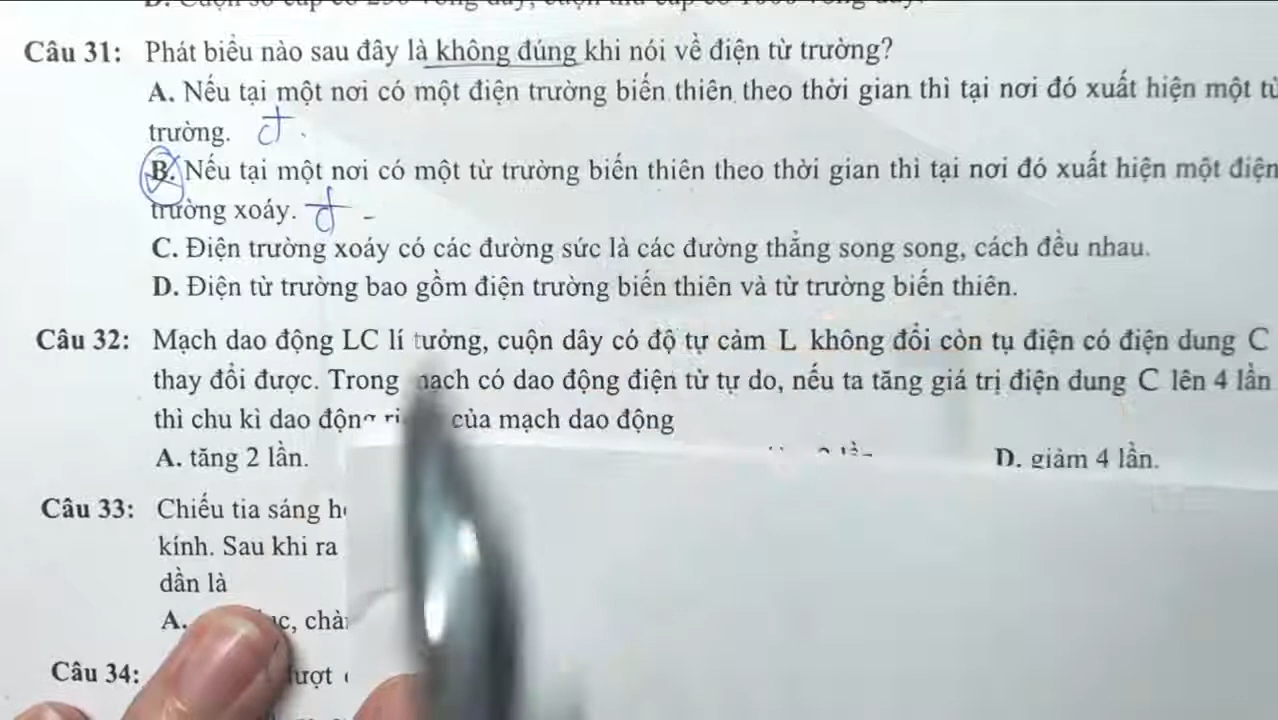 Câu 31: Phát biểu nào sau đây là không đúng khi nói về điện từ trường?
A. Nếu tại một nơi có một điện trường biến thiên theo thời gian thì tại nơi đó xuất hiện một từ
trường. đ.
B. Nếu tại một nơi có một từ trường biến thiên theo thời gian thì tại nơi đó xuất hiện một điện
trường xoáy. đ -
C. Điện trường xoáy có các đường sức là các đường thẳng song song, cách đều nhau.
D. Điện từ trường bao gồm điện trường biến thiên và từ trường biến thiên.
Câu 32: Mạch dao động LC lí tưởng, cuộn dây có độ tự cảm L không đổi còn tụ điện có điện dung C
thay đổi được. Trong mạch có dao động điện từ tự do, nếu ta tăng giá trị điện dung C lên 4 lần
thì chu kì dao động của mạch dao động
A. tăng 2 lần. D. giảm 4 lần.
Câu 33: Chiếu tia sáng
kính. Sau khi ra
dần là
A.
Câu 34: